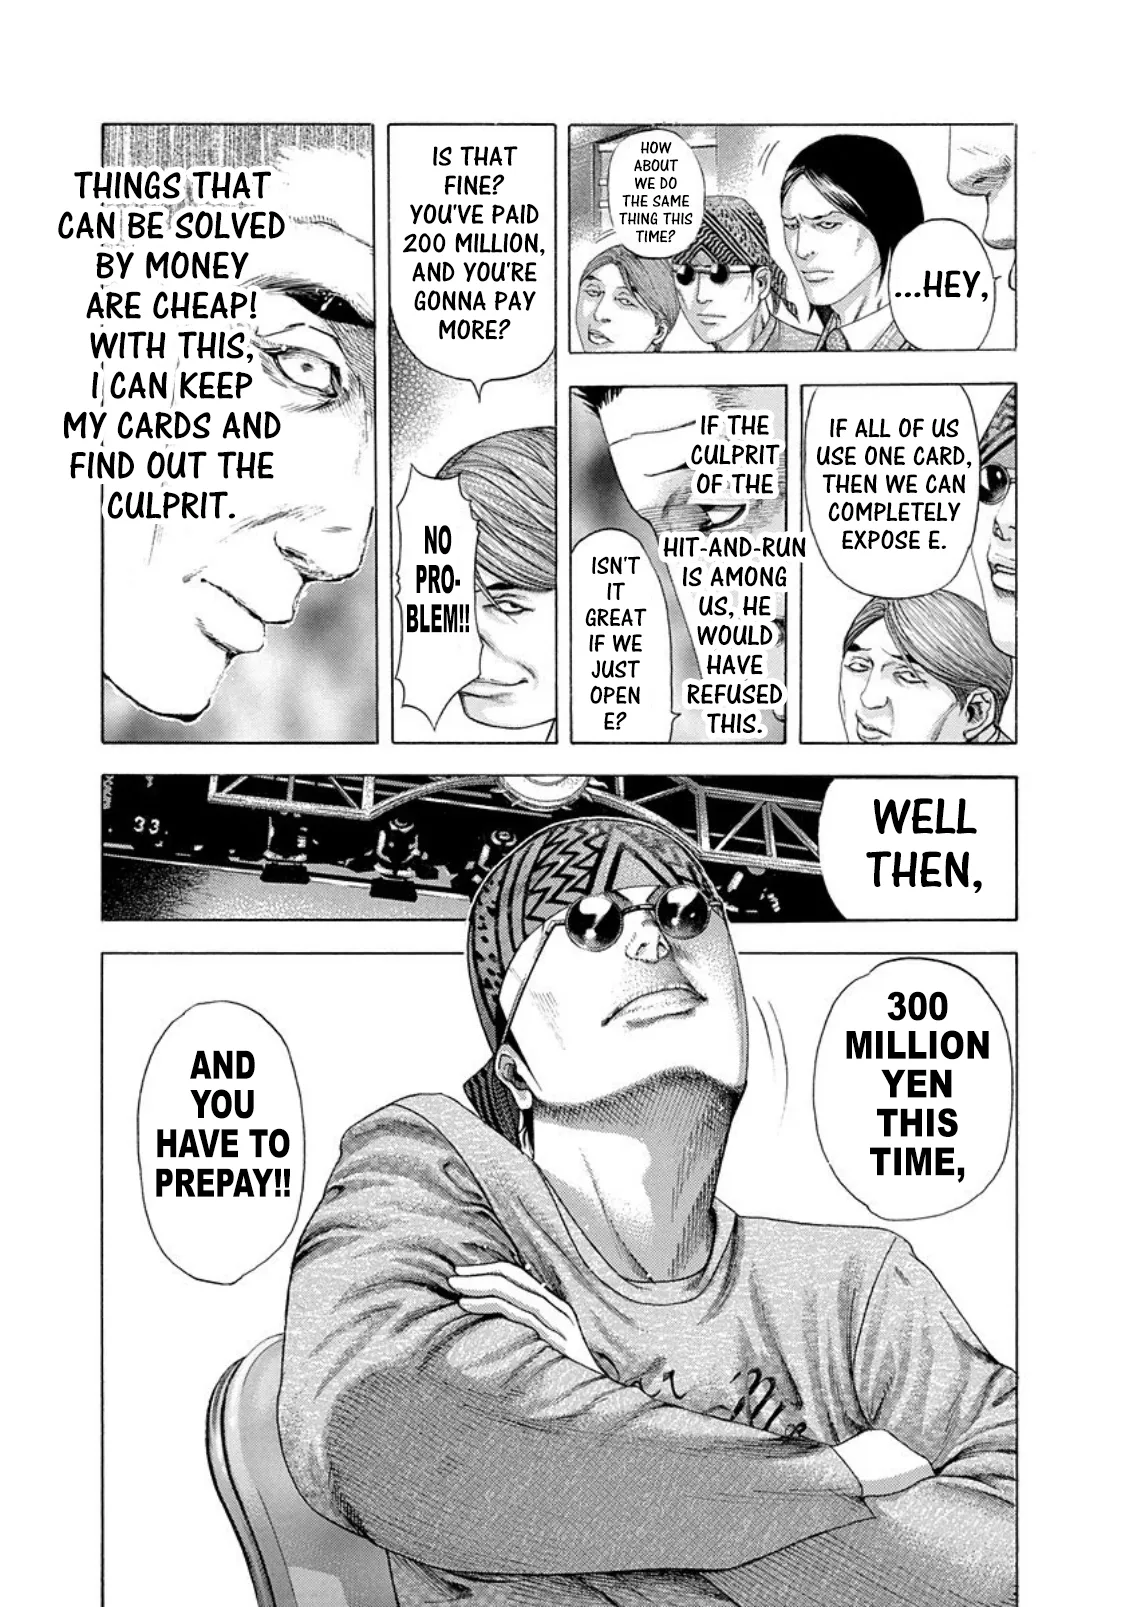 ...HEY,
HOW
ABOUT
WE DO
THE SAME
THING THIS
TIME?
IS THAT
FINE?
YOU'VE PAID
200 MILLION,
AND YOU'RE
GONNA PAY
MORE?
NO
PRO-
BLEM!!
THINGS THAT
CAN BE SOLVED
BY MONEY
ARE CHEAP!
WITH THIS,
I CAN KEEP
MY CARDS AND
FIND OUT THE
CULPRIT.
IF ALL OF US
USE ONE CARD,
THEN WE CAN
COMPLETELY
EXPOSE E.
IF THE
CULPRIT
OF THE
HIT-AND-RUN
IS AMONG
US, HE
WOULD
HAVE
REFUSED
THIS.
ISN'T
IT
GREAT
IF WE
JUST
OPEN
E?
WELL
THEN,
33
300
MILLION
YEN
THIS
TIME,
AND
YOU
HAVE TO
PREPAY!!